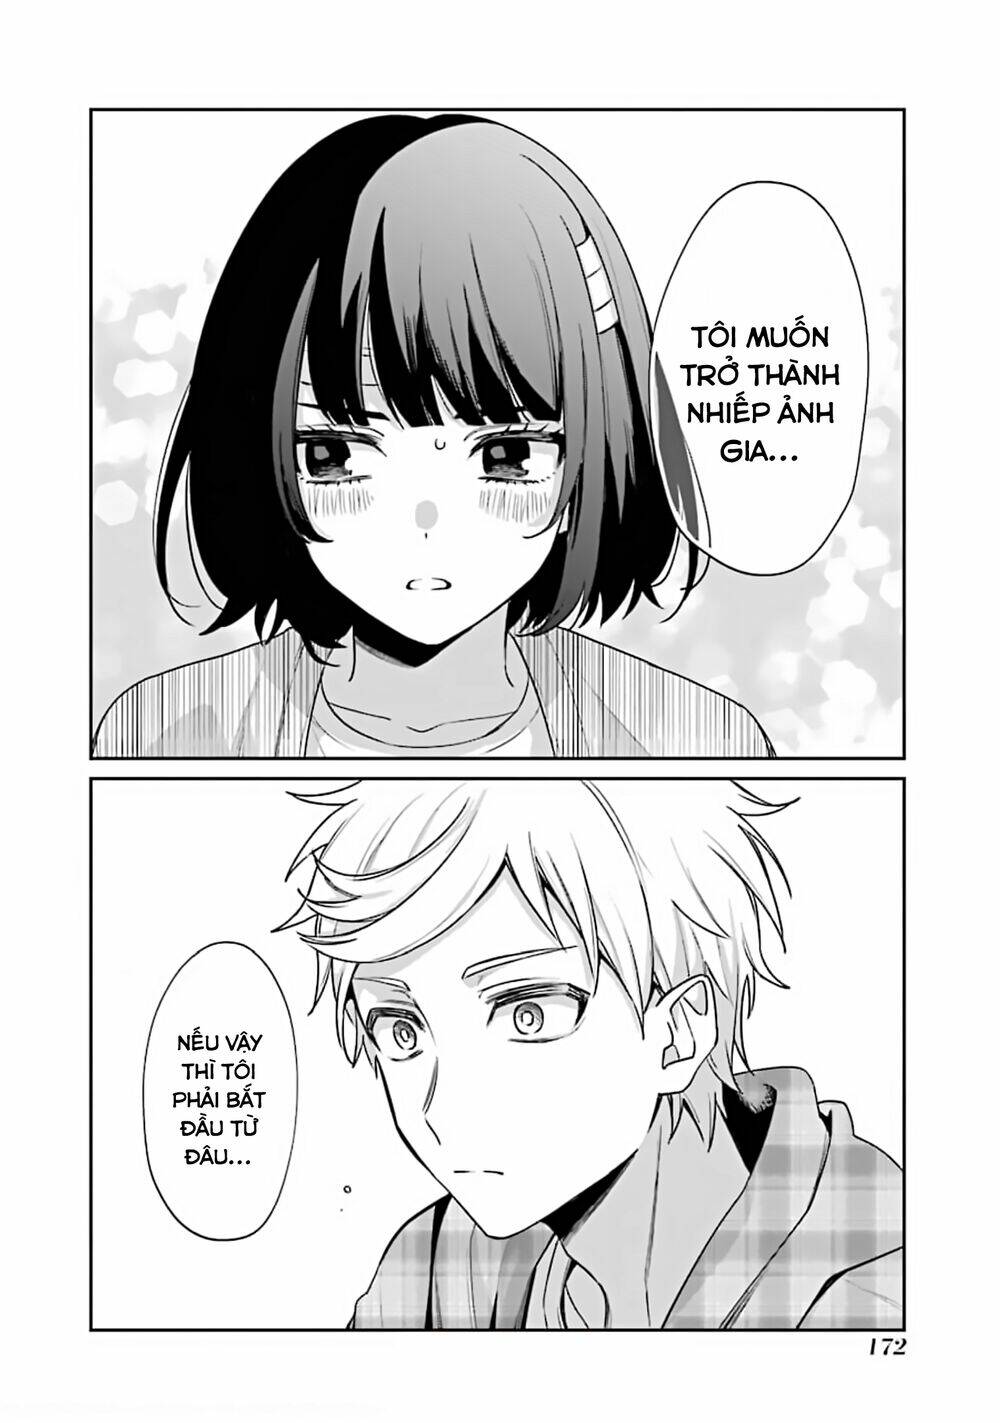 TÔI MUỐN
TRỞ THÀNH
NHIẾP ẢNH
GIA...
NẾU VẬY
THÌ TÔI
PHẢI BẮT
ĐẦU TỪ
ĐÂU...
172